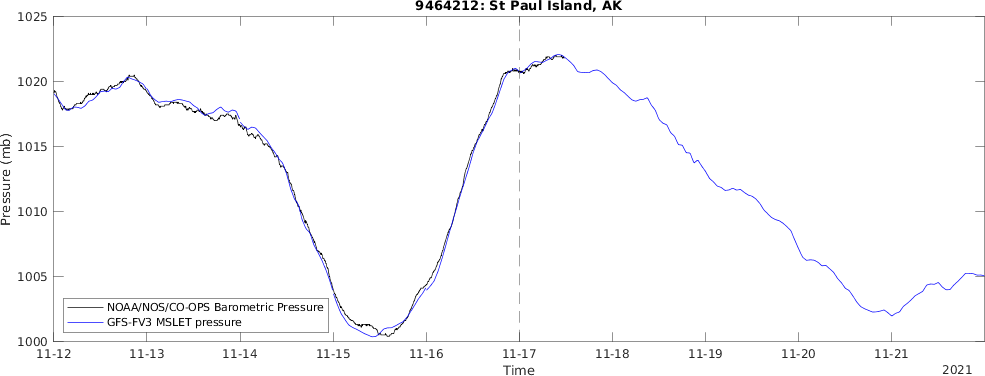 9464212: St Paul Island, AK
1025
1020
1015
1010
1005
1000
Pressure (mb)
NOAA/NOS/CO-OPS Barometric Pressure
GFS-FV3 MSLET pressure
11-12 11-13 11-14 11-15 11-16 11-17 11-18 11-19 11-20 11-21
Time
2021